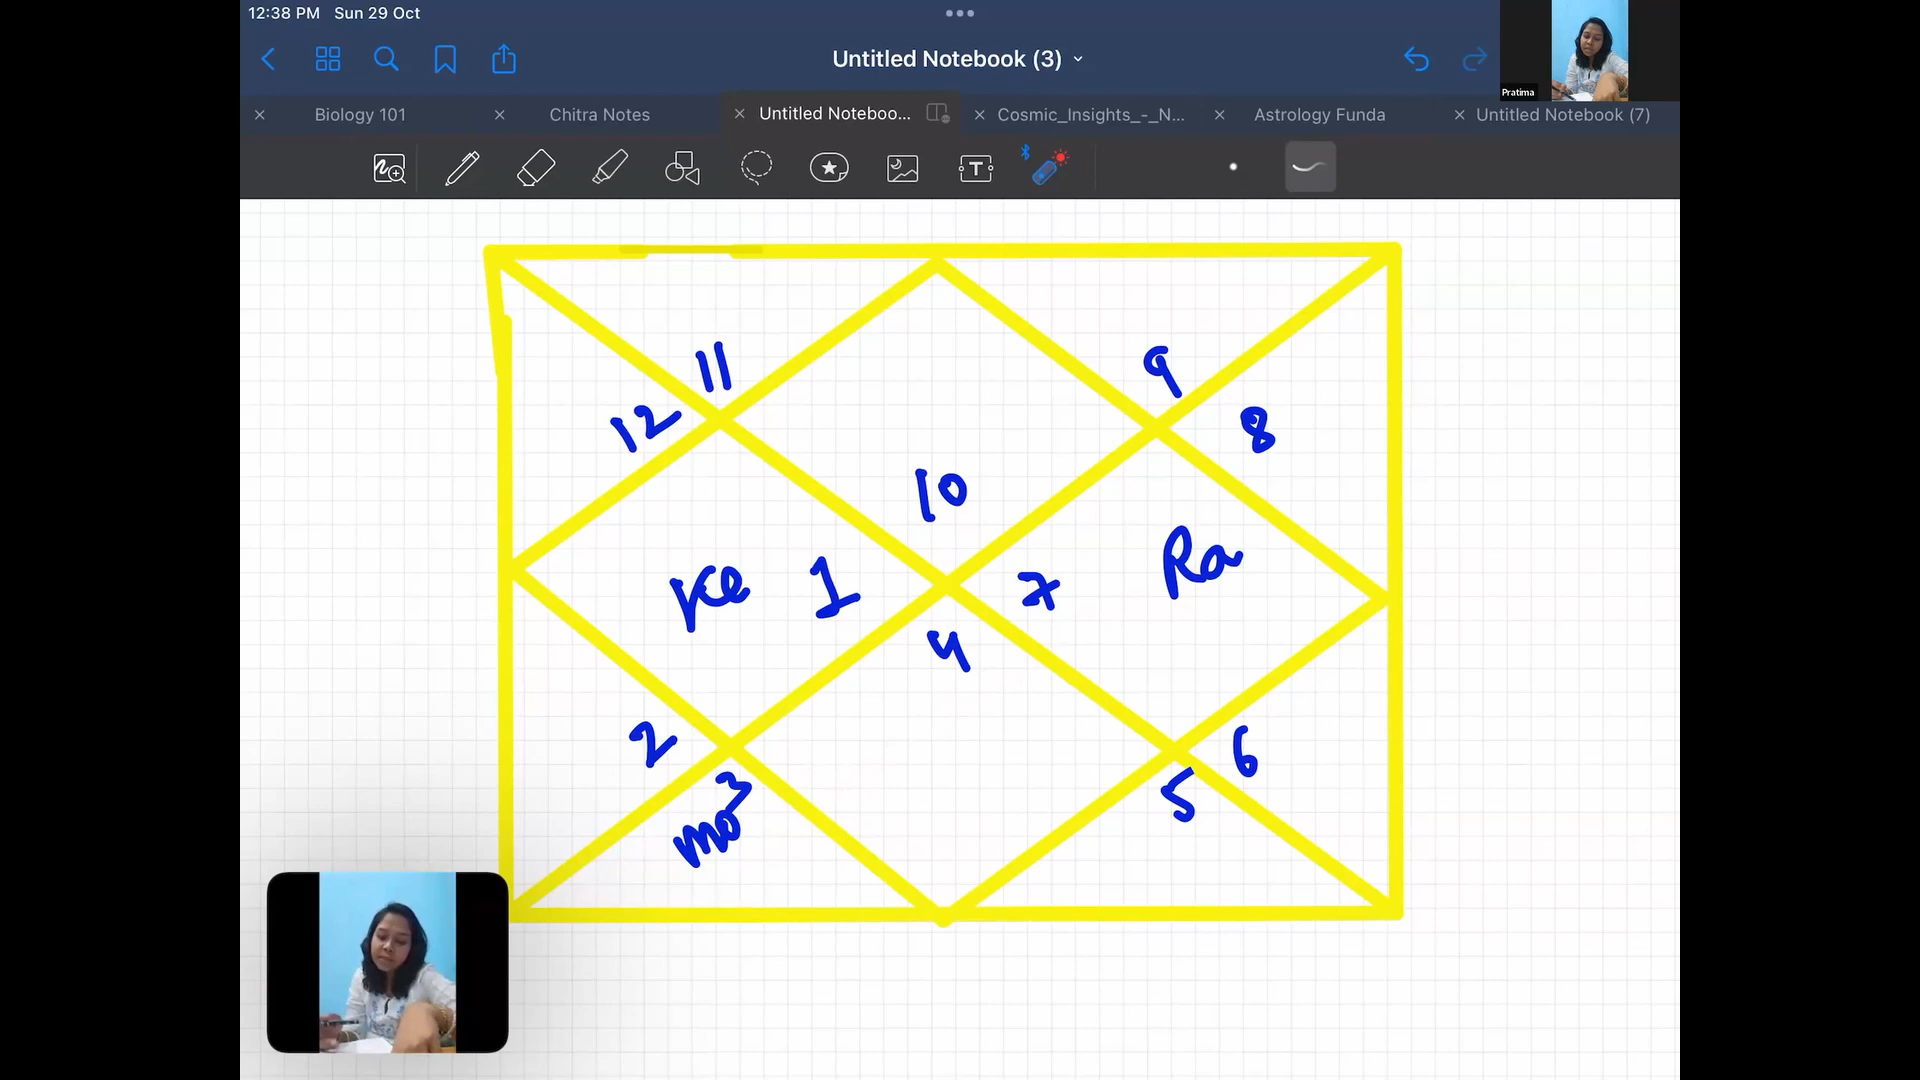 12:38 PM Sun 29 Oct
Untitled Notebook (3)
Pratima
Biology 101
Chitra Notes
Untitled Noteboo...
Cosmic_Insights_-_N...
Astrology Funda
Untitled Notebook (7)
T
11
9
12
8
10
Ke 1
7 Ra
4
2
6
3
5
mo